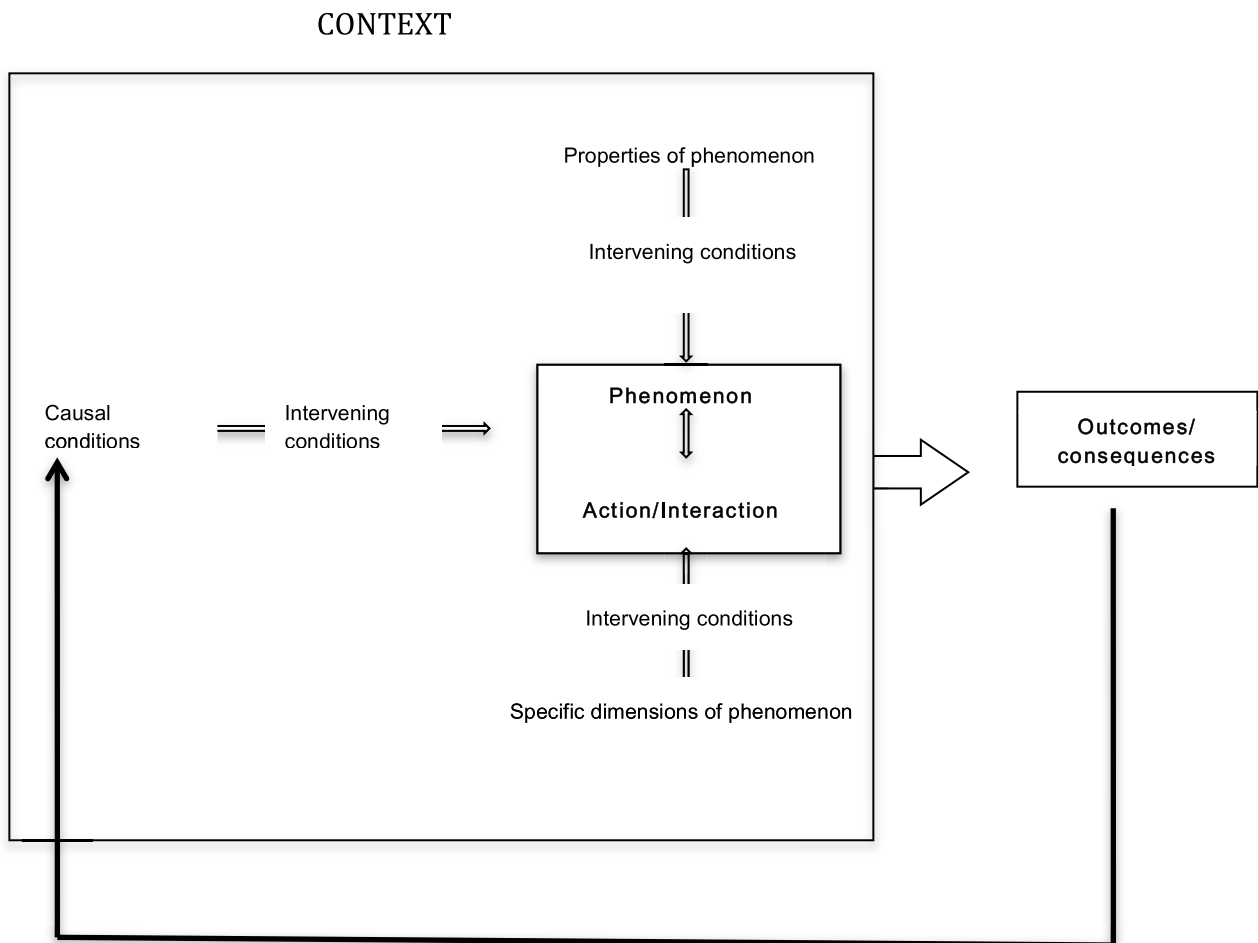 CONTEXT
Properties of phenomenon
Intervening conditions
Causal
conditions
Intervening
conditions
Phenomenon
Action/Interaction
Outcomes/
consequences
Intervening conditions
Specific dimensions of phenomenon